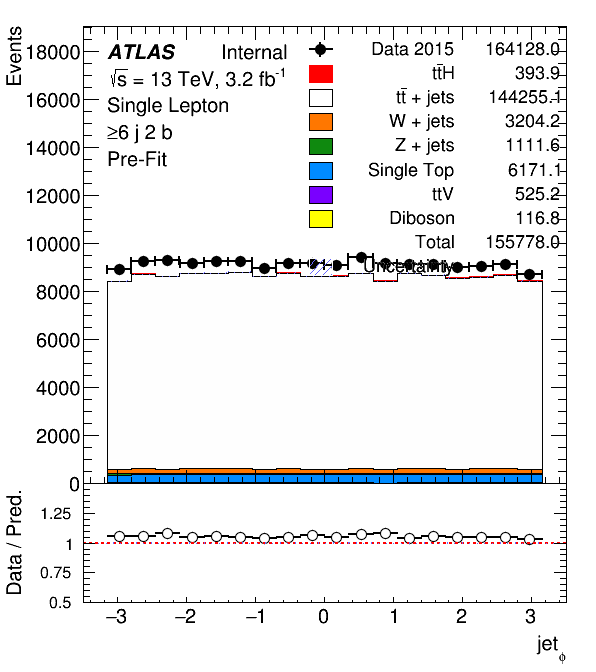 Events
18000
16000
14000
12000
10000
8000
6000
4000
2000
0
ATLAS Internal
√s = 13 TeV, 3.2 fb⁻¹
Single Lepton
≥6 j 2 b
Pre-Fit
Data 2015 164128.0
tt̄H 393.9
tt̄ + jets 144255.1
W + jets 3204.2
Z + jets 1111.6
Single Top 6171.1
ttV 525.2
Diboson 116.8
Total 155778.0
Uncertainty
Data / Pred.
1.25
1
0.75
0.5
−3 −2 −1 0 1 2 3
jet_ϕ